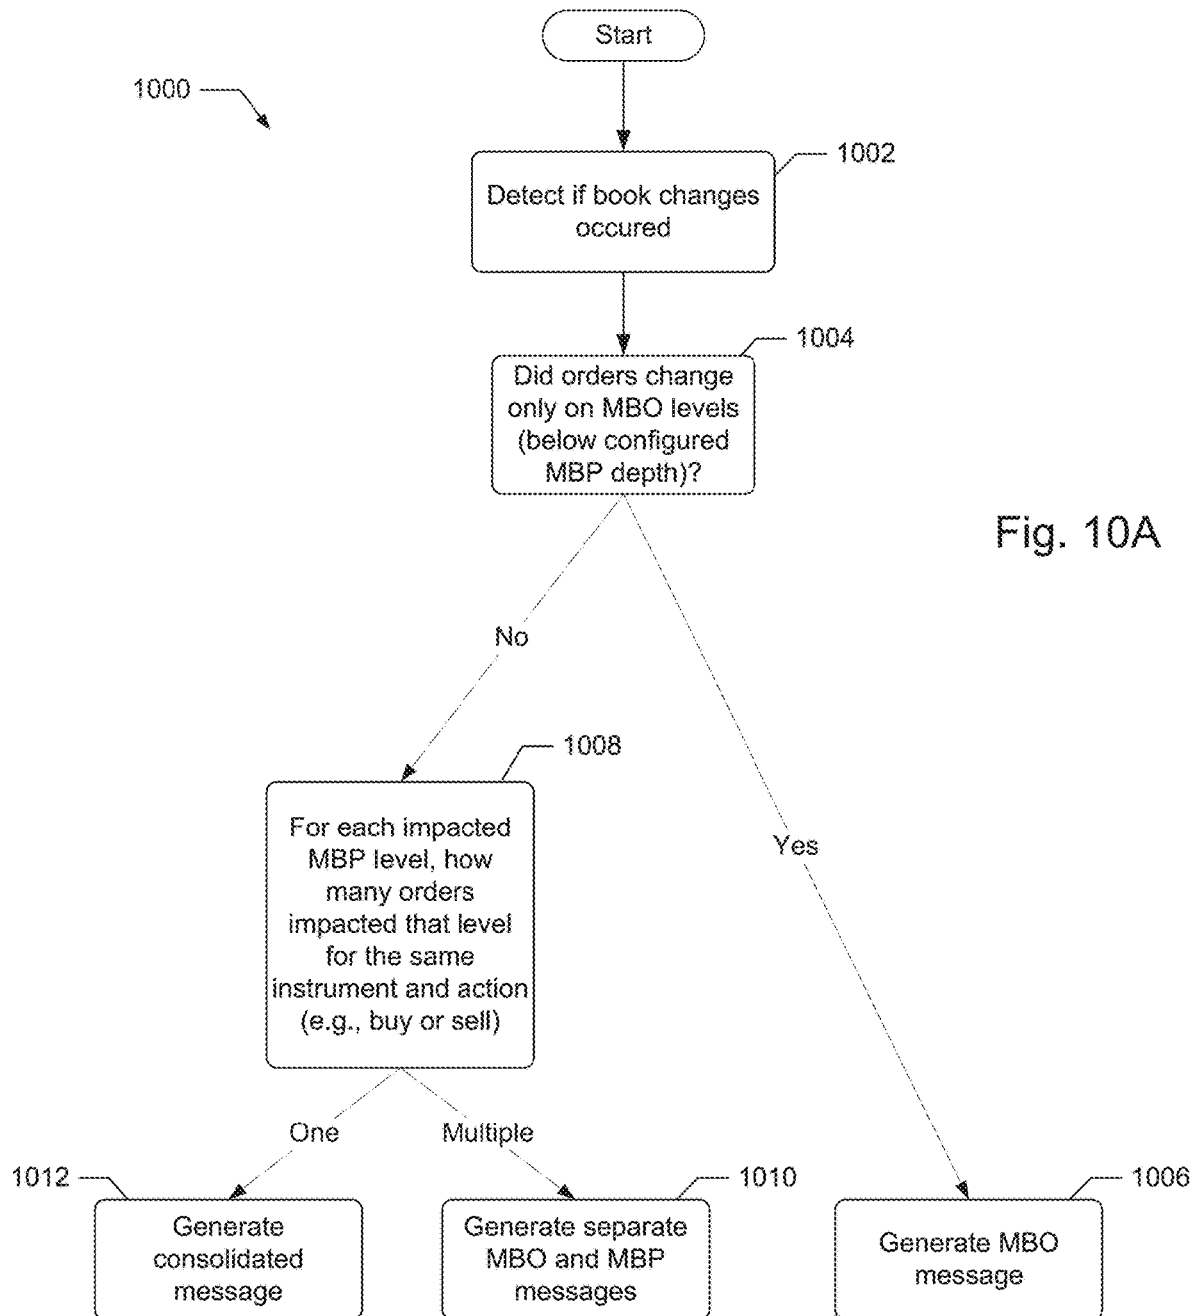 Start
1000
1002
Detect if book changes
occured
1004
Did orders change
only on MBO levels
(below configured
MBP depth)?
Fig. 10A
No
Yes
1008
For each impacted
MBP level, how
many orders
impacted that level
for the same
instrument and action
(e.g., buy or sell)
One
Multiple
1012
Generate
consolidated
message
1010
Generate separate
MBO and MBP
messages
1006
Generate MBO
message